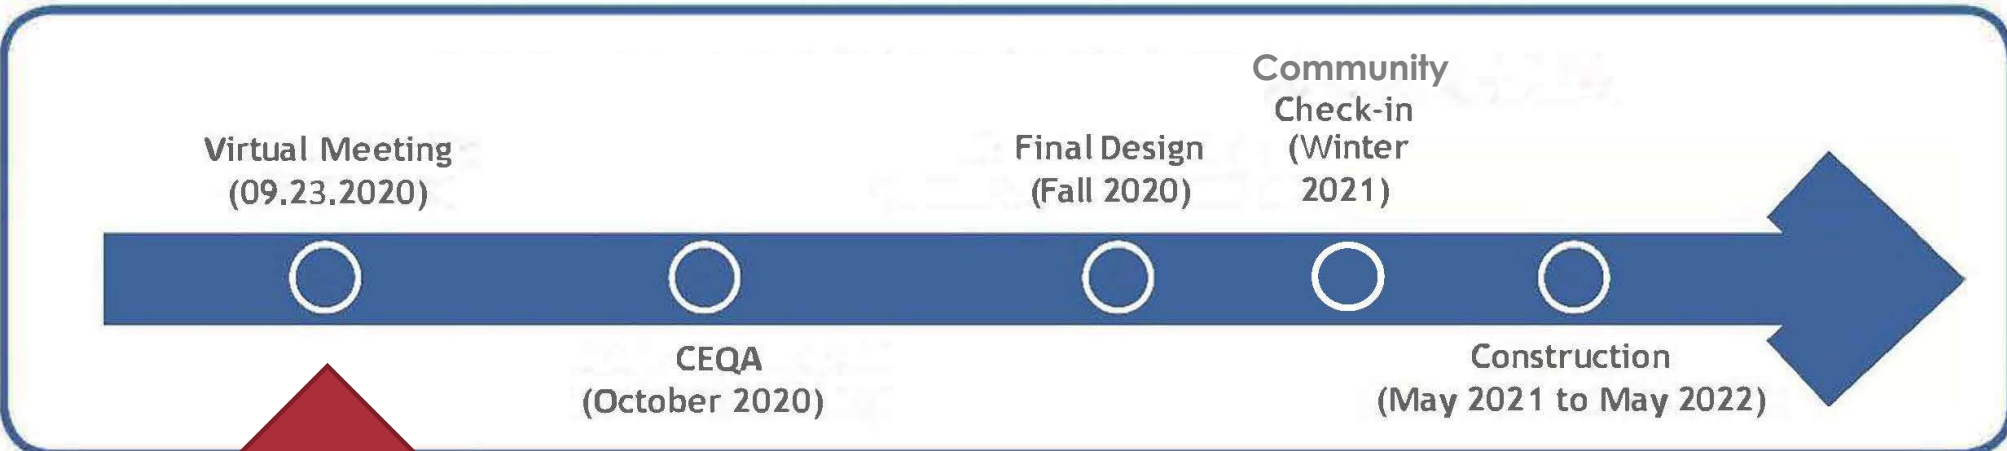 Virtual Meeting
(09.23.2020)
CEQA
(October 2020)
Final Design
(Fall 2020)
Community
Check-in
(Winter
2021)
Construction
(May 2021 to May 2022)